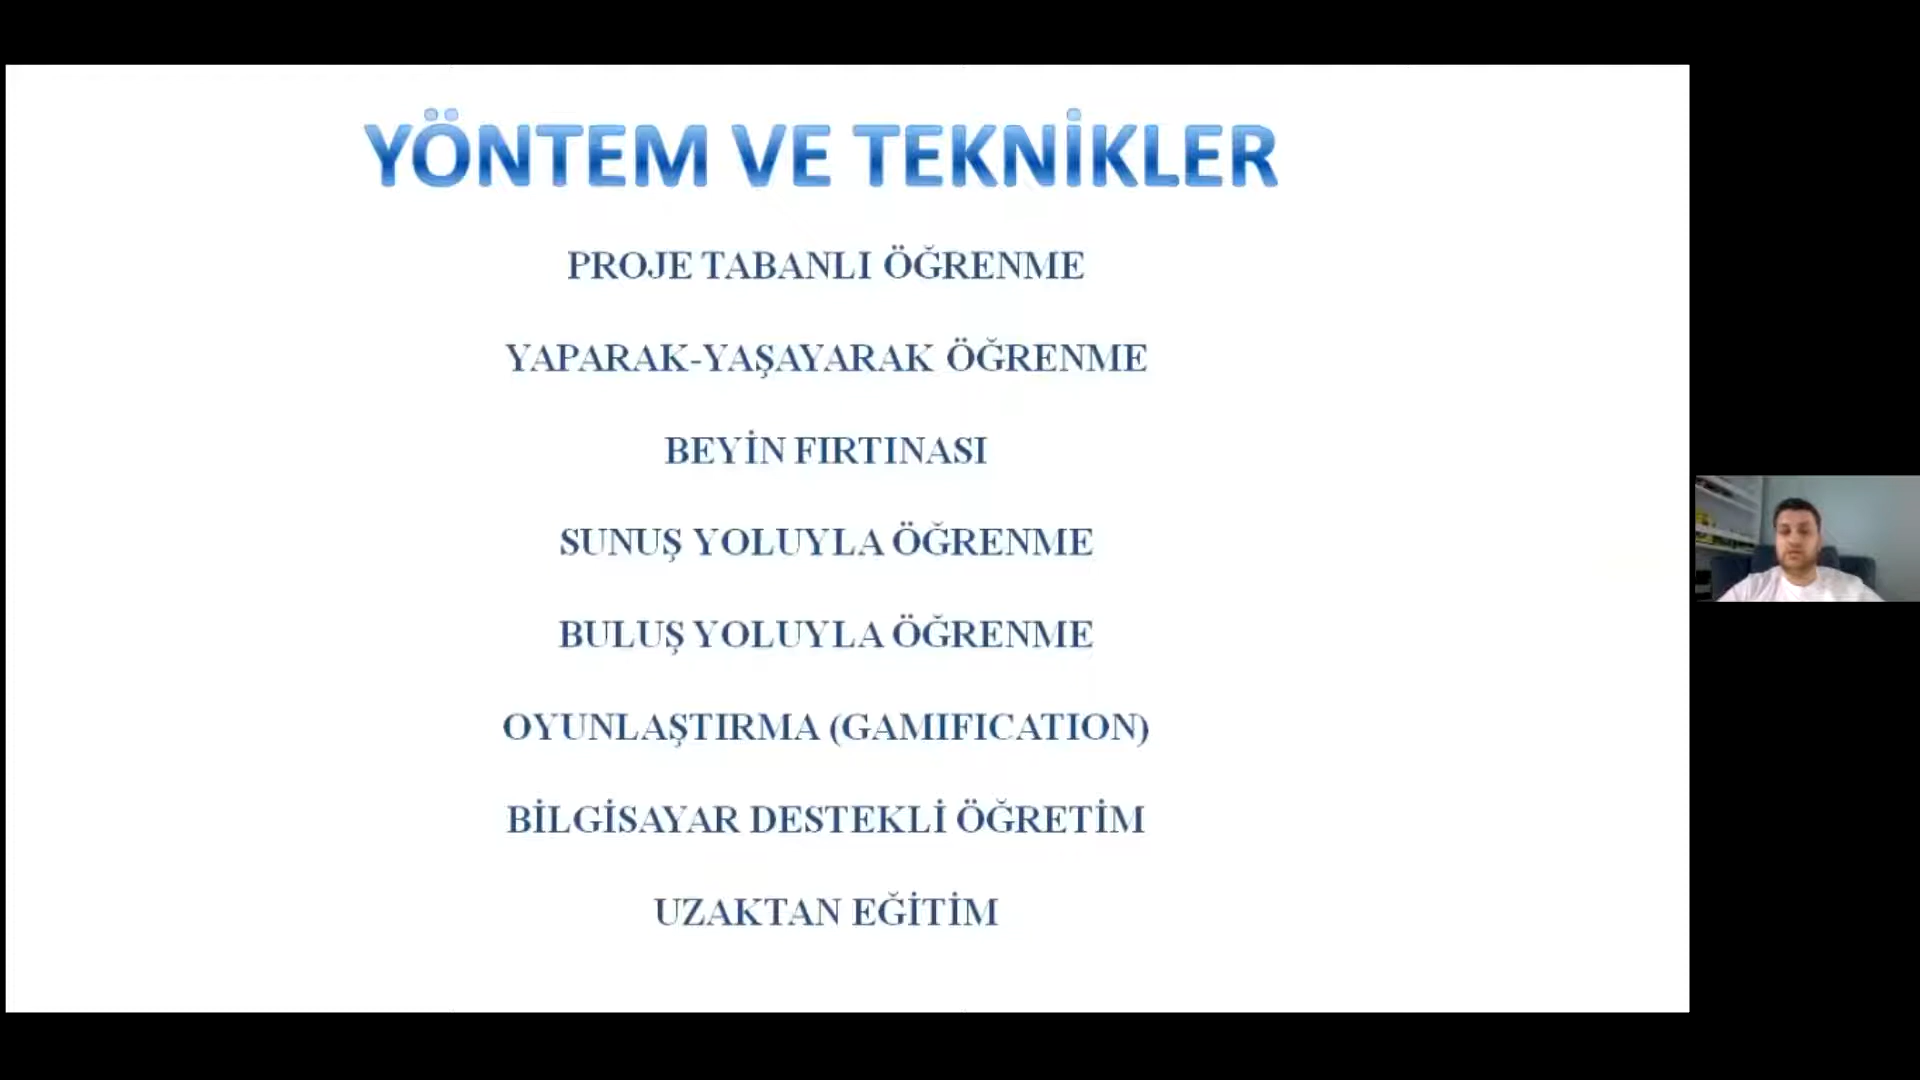 YÖNTEM VE TEKNİKLER
PROJE TABANLI ÖĞRENME
YAPARAK-YAŞAYARAK ÖĞRENME
BEYİN FIRTINASI
SUNUŞ YOLUYLA ÖĞRENME
BULUŞ YOLUYLA ÖĞRENME
OYUNLAŞTIRMA (GAMIFICATION)
BİLGİSAYAR DESTEKLİ ÖĞRETİM
UZAKTAN EĞİTİM